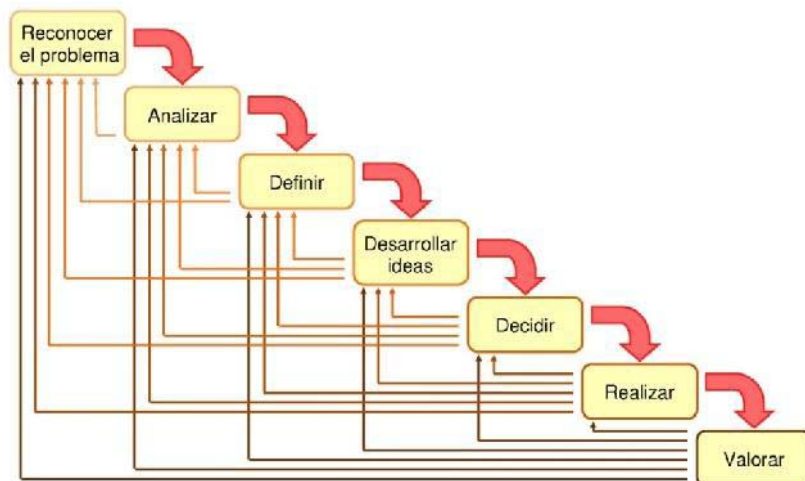 Reconocer
el problema
Analizar
Definir
Desarrollar
ideas
Decidir
Realizar
Valorar